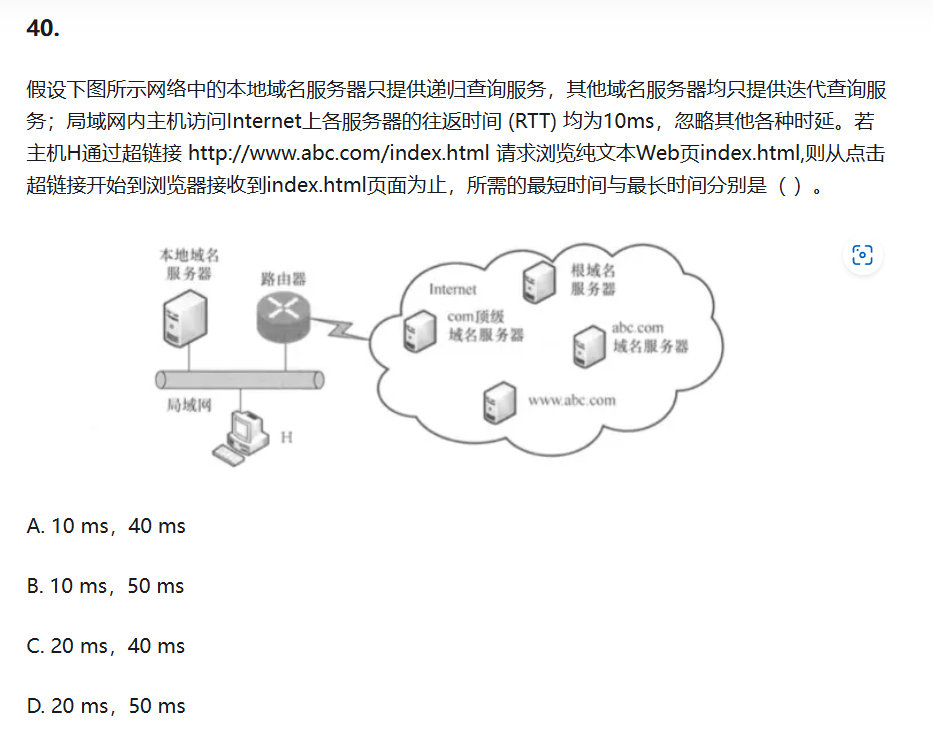 40.
假设下图所示网络中的本地域名服务器只提供递归查询服务，其他域名服务器均只提供迭代查询服
务；局域网内主机访问Internet上各服务器的往返时间 (RTT) 均为10ms，忽略其他各种时延。若
主机H通过超链接 http://www.abc.com/index.html 请求浏览纯文本Web页index.html,则从点击
超链接开始到浏览器接收到index.html页面为止，所需的最短时间与最长时间分别是（ ）。
本地域名
服务器
路由器
Internet
根域名
服务器
com顶级
域名服务器
abc.com
域名服务器
www.abc.com
局域网
H
A. 10 ms，40 ms
B. 10 ms，50 ms
C. 20 ms，40 ms
D. 20 ms，50 ms